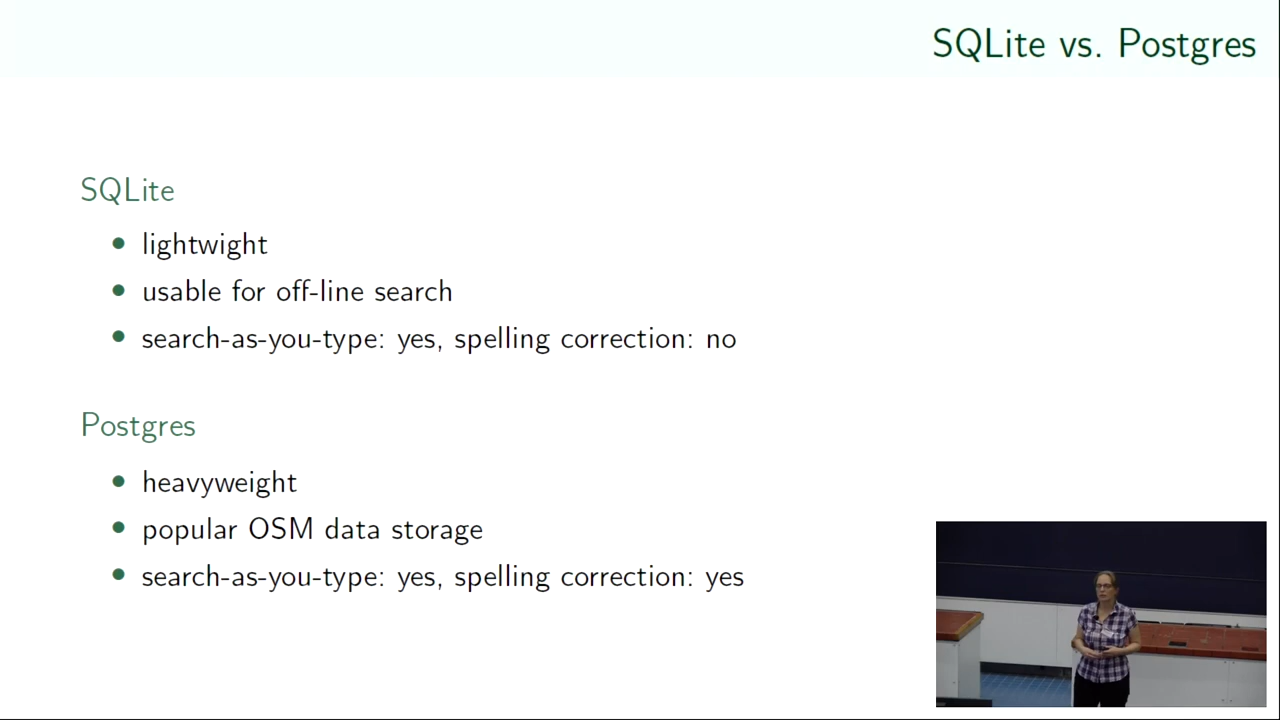 SQLite vs. Postgres
SQLite
• lightwight
• usable for off-line search
• search-as-you-type: yes, spelling correction: no
Postgres
• heavyweight
• popular OSM data storage
• search-as-you-type: yes, spelling correction: yes